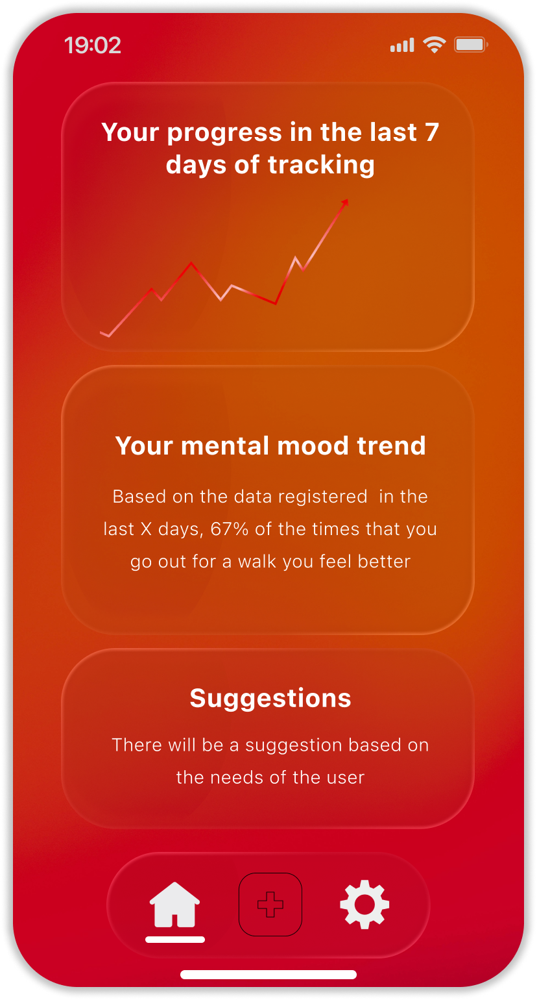 19:02
Your progress in the last 7
days of tracking
Your mental mood trend
Based on the data registered  in the
last X days, 67% of the times that you
go out for a walk you feel better
Suggestions
There will be a suggestion based on
the needs of the user